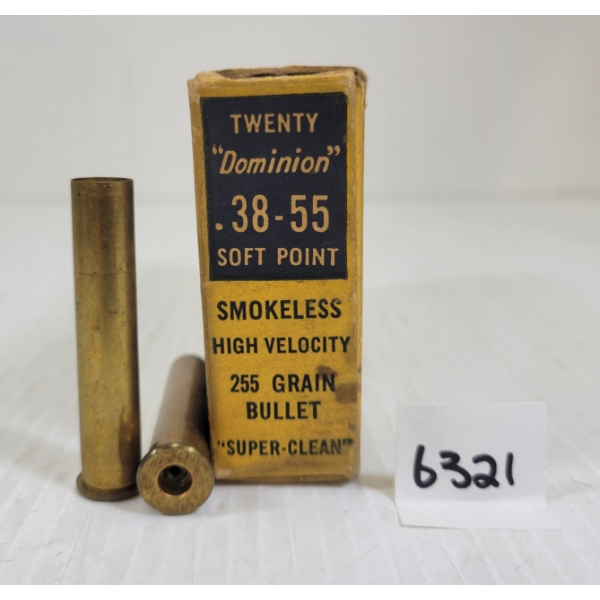 TWENTY
"Dominion"
.38-55
SOFT POINT
SMOKELESS
HIGH VELOCITY
255 GRAIN
BULLET
"SUPER-CLEAN"
6321